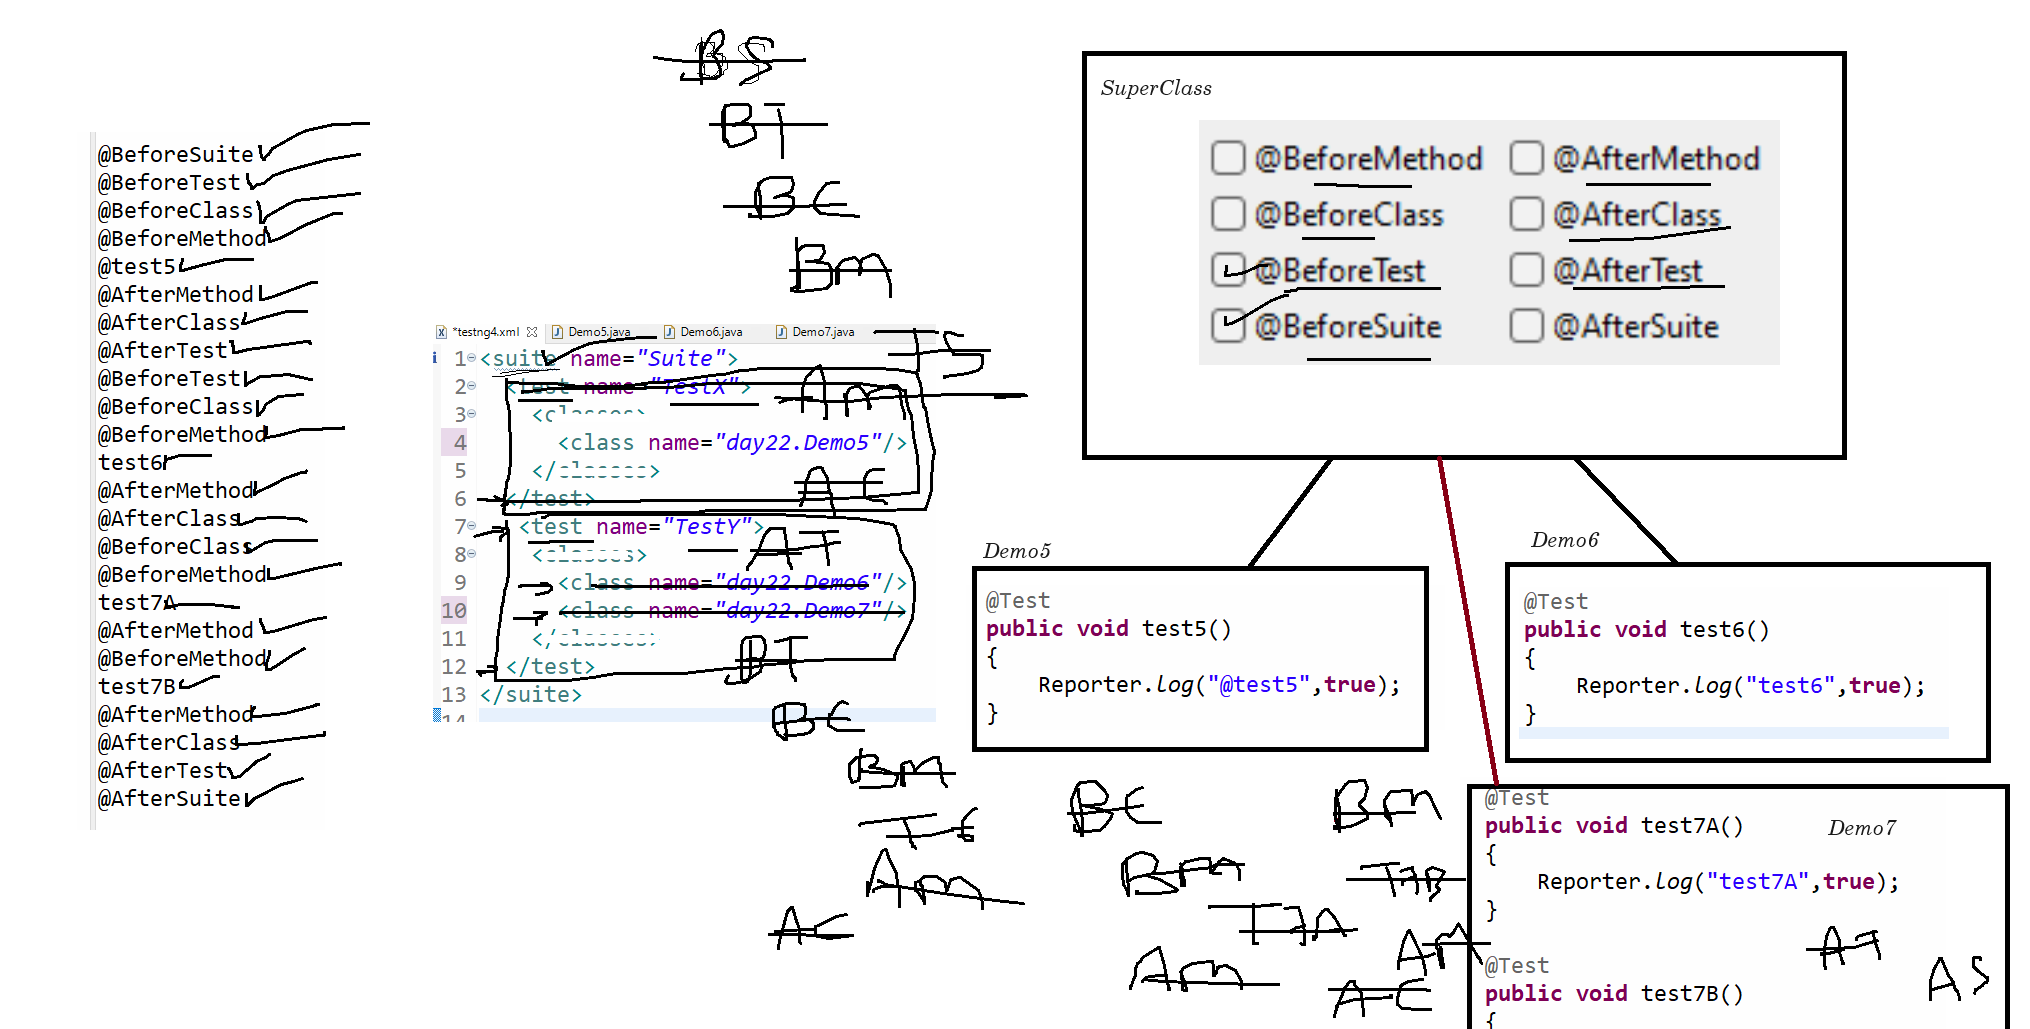 @BeforeSuite
@BeforeTest
@BeforeClass
@BeforeMethod
@test5
@AfterMethod
@AfterClass
@AfterTest
@BeforeTest
@BeforeClass
@BeforeMethod
test6
@AfterMethod
@AfterClass
@BeforeClass
@BeforeMethod
test7A
@AfterMethod
@BeforeMethod
test7B
@AfterMethod
@AfterClass
@AfterTest
@AfterSuite
BS
BT
BC
Bm
*testng4.xml Demo5.java Demo6.java Demo7.java
1 <suite name="Suite">
2 <test name="TestX">
3 <classes>
4 <class name="day22.Demo5"/>
5 </classes>
6 </test>
7 <test name="TestY">
8 <classes>
9 <class name="day22.Demo6"/>
10 <class name="day22.Demo7"/>
11 </classes>
12 </test>
13 </suite>
14
T5
Am
AC
AT
BT
BC
Bm
T6
Am
AC
BC
Bm
T7A
Am
Bm
T7B
Am
AC
AT
AS
SuperClass
@BeforeMethod @AfterMethod
@BeforeClass @AfterClass
@BeforeTest @AfterTest
@BeforeSuite @AfterSuite
Demo5
@Test
public void test5()
{
Reporter.log("@test5",true);
}
Demo6
@Test
public void test6()
{
Reporter.log("test6",true);
}
Demo7
@Test
public void test7A()
{
Reporter.log("test7A",true);
}
@Test
public void test7B()
{